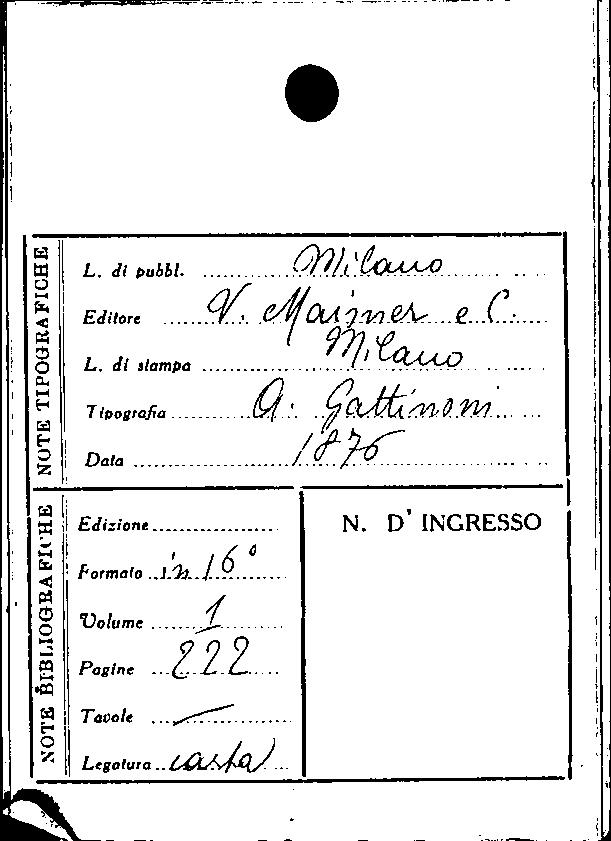 NOTE TIPOGRAFICHE
L. di pubbl. Milano
Editore V. Maisner e C.
L. di stampa Milano
Tipografia A. Gattinoni
Data 1876
NOTE BIBLIOGRAFICHE
Edizione
Formato in 16°
Volume 1
Pagine 222
Tavole —
Legatura carta
N. D' INGRESSO